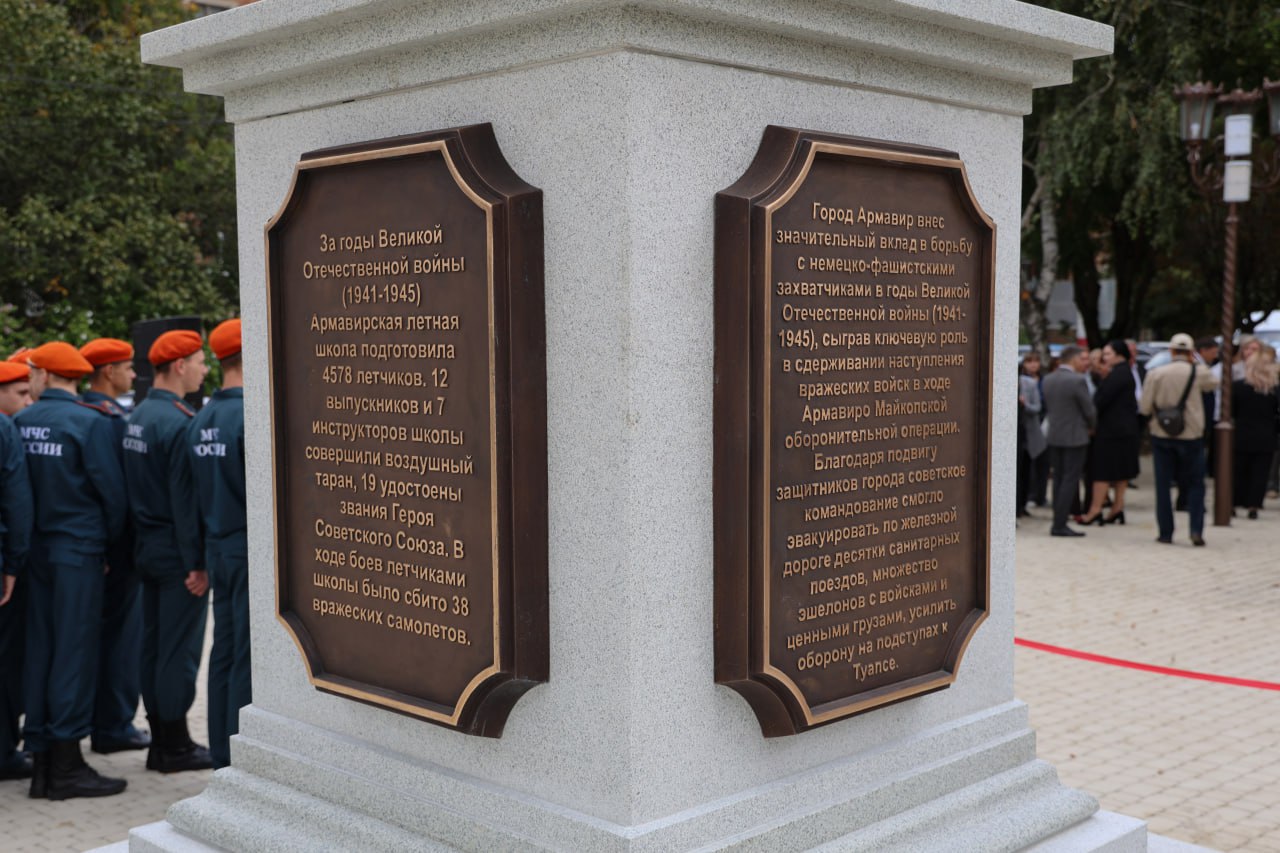 За годы Великой
Отечественной войны
(1941-1945)
Армавирская летная
школа подготовила
4578 летчиков. 12
выпускников и 7
инструкторов школы
совершили воздушный
таран, 19 удостоены
звания Героя
Советского Союза. В
ходе боев летчиками
школы было сбито 38
вражеских самолетов.
Город Армавир внес
значительный вклад в борьбу
с немецко-фашистскими
захватчиками в годы Великой
Отечественной войны (1941-
1945), сыграв ключевую роль
в сдерживании наступления
вражеских войск в ходе
Армавиро Майкопской
оборонительной операции.
Благодаря подвигу
защитников города советское
командование смогло
эвакуировать по железной
дороге десятки санитарных
поездов, множество
эшелонов с войсками и
ценными грузами, усилить
оборону на подступах к
Туапсе.
МЧС